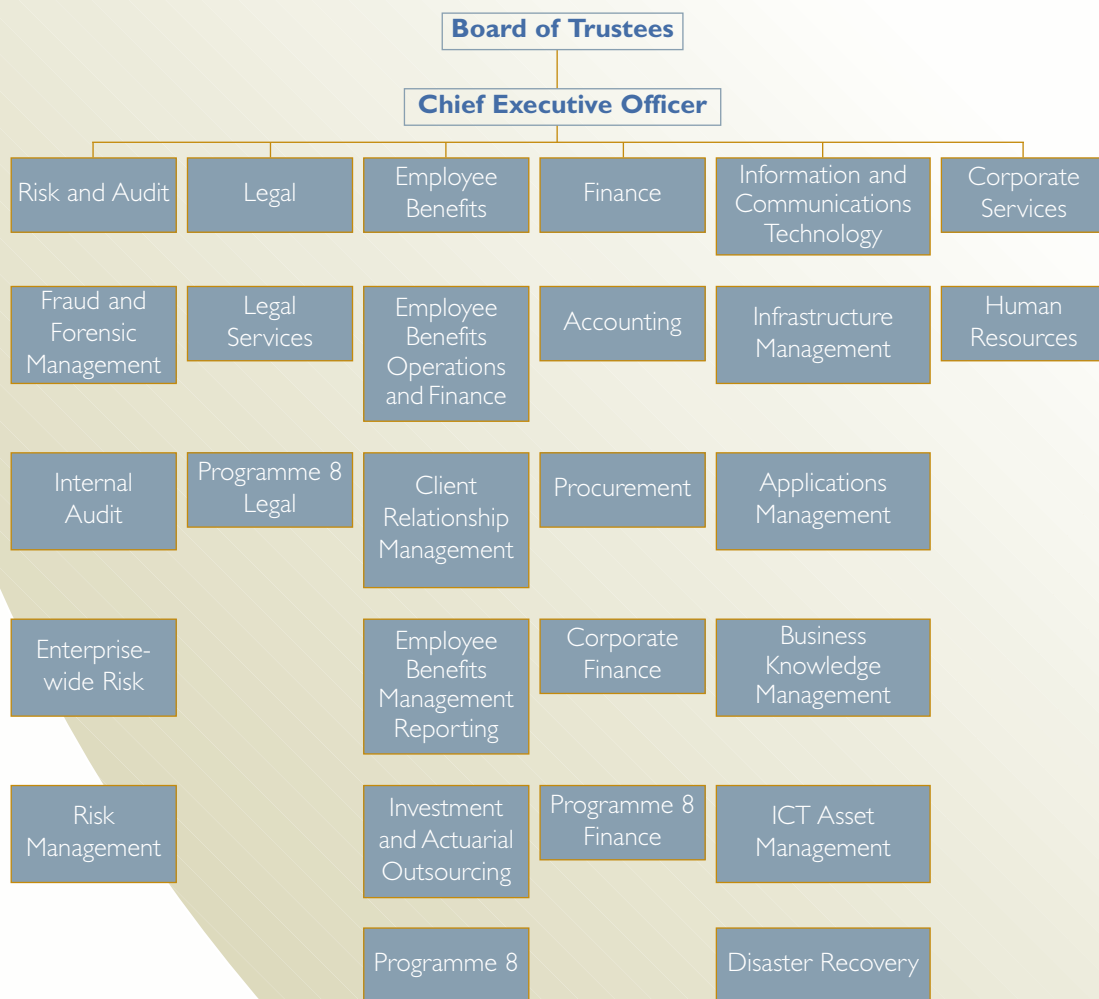 Board of Trustees
Chief Executive Officer
Risk and Audit
Legal
Employee
Benefits
Finance
Information and
Communications
Technology
Corporate
Services
Fraud and
Forensic
Management
Legal
Services
Employee
Benefits
Operations
and Finance
Accounting
Infrastructure
Management
Human
Resources
Internal
Audit
Programme 8
Legal
Client
Relationship
Management
Procurement
Applications
Management
Enterprise-
wide Risk
Employee
Benefits
Management
Reporting
Corporate
Finance
Business
Knowledge
Management
Risk
Management
Investment
and Actuarial
Outsourcing
Programme 8
Finance
ICT Asset
Management
Programme 8
Disaster Recovery